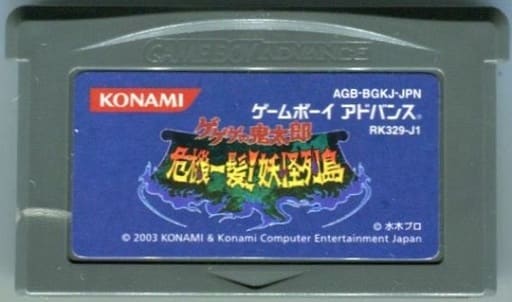 GAME BOY ADVANCE
KONAMI
AGB-BGKJ-JPN
ゲームボーイ アドバンス®
RK329-J1
ゲゲゲの鬼太郎
危機一髪!妖怪列島
© 水木プロ
© 2003 KONAMI & Konami Computer Entertainment Japan